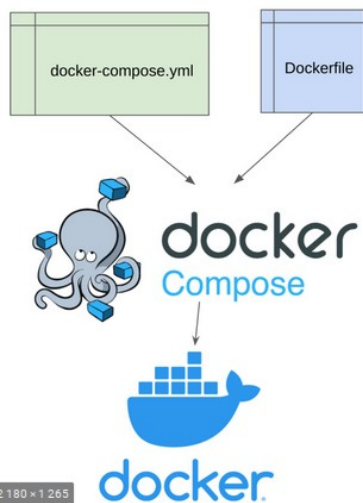 docker-compose.yml
Dockerfile
docker
Compose
docker
2 180 × 1 265